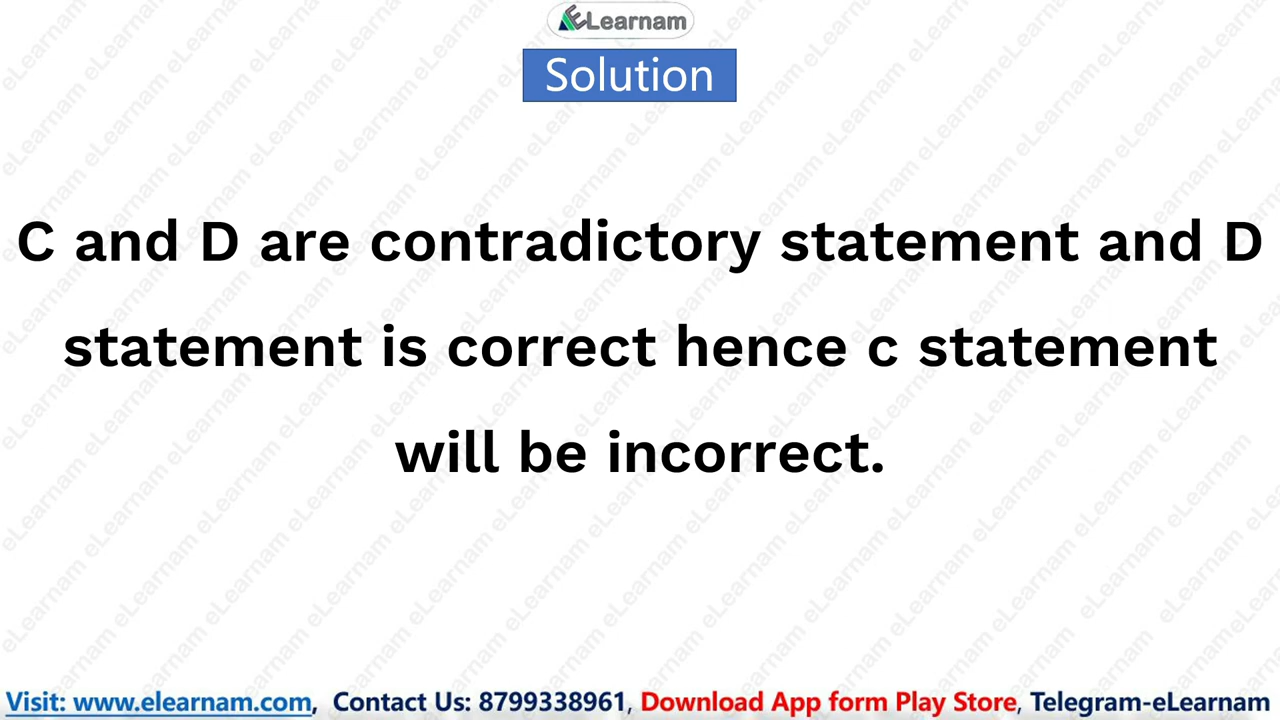 ELearnam
Solution
C and D are contradictory statement and D
statement is correct hence c statement
will be incorrect.
Visit: www.elearnam.com, Contact Us: 8799338961, Download App form Play Store, Telegram-eLearnam